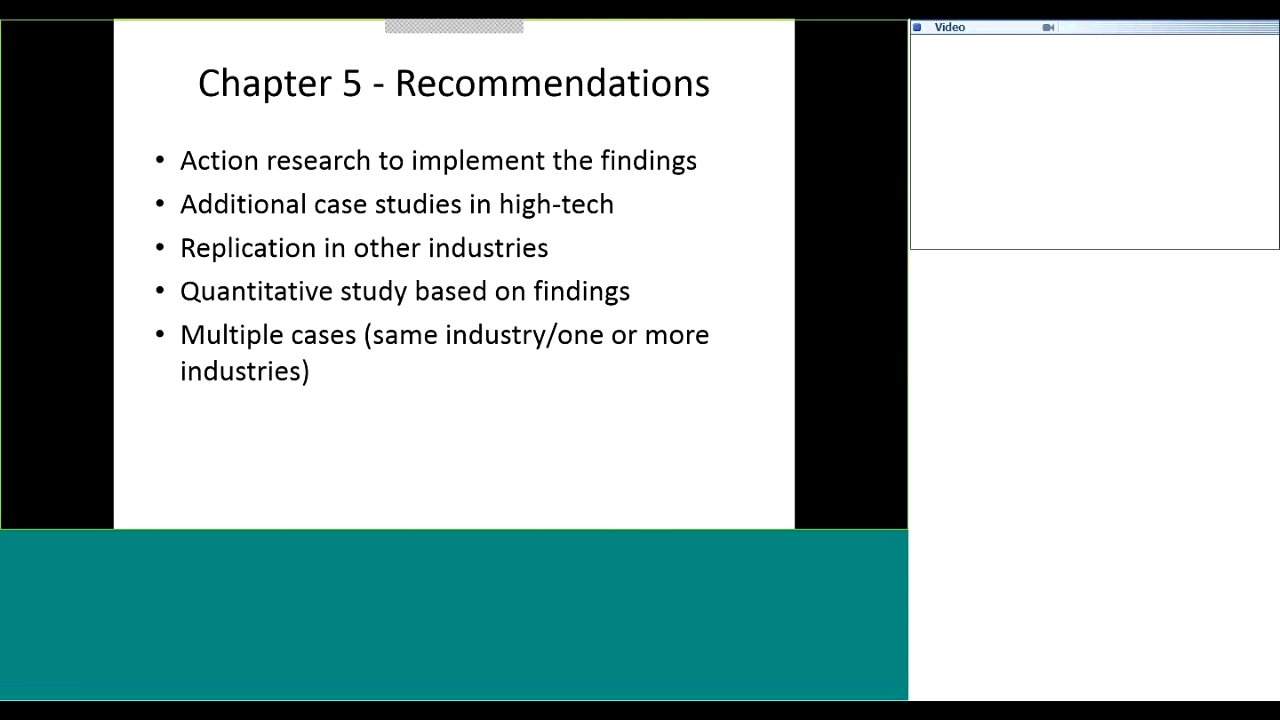 Video
Chapter 5 - Recommendations
• Action research to implement the findings
• Additional case studies in high-tech
• Replication in other industries
• Quantitative study based on findings
• Multiple cases (same industry/one or more
industries)